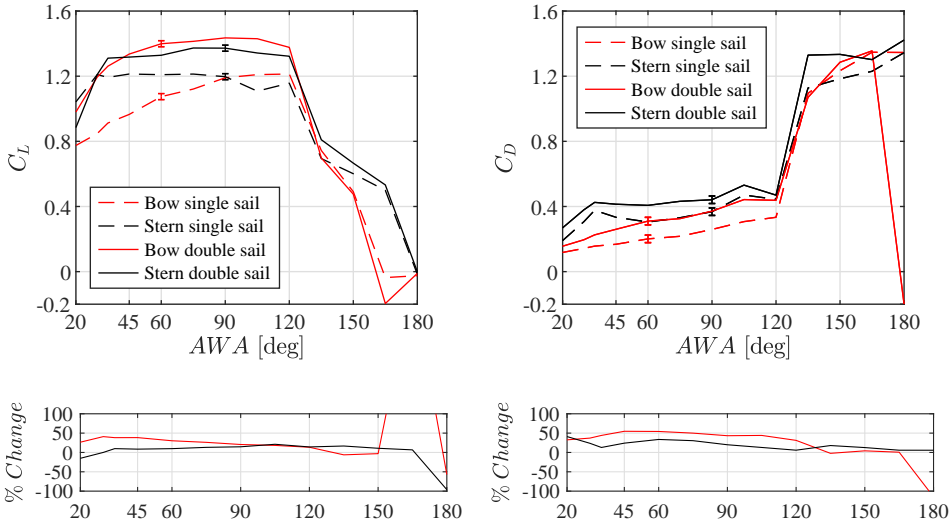 1.6
1.2
0.8
0.4
0
-0.2
C_L
Bow single sail
Stern single sail
Bow double sail
Stern double sail
20 45 60 90 120 150 180
AWA [deg]
1.6
1.2
0.8
0.4
0
-0.2
C_D
Bow single sail
Stern single sail
Bow double sail
Stern double sail
20 45 60 90 120 150 180
AWA [deg]
100
50
0
-50
-100
% Change
20 45 60 90 120 150 180
100
50
0
-50
-100
% Change
20 45 60 90 120 150 180